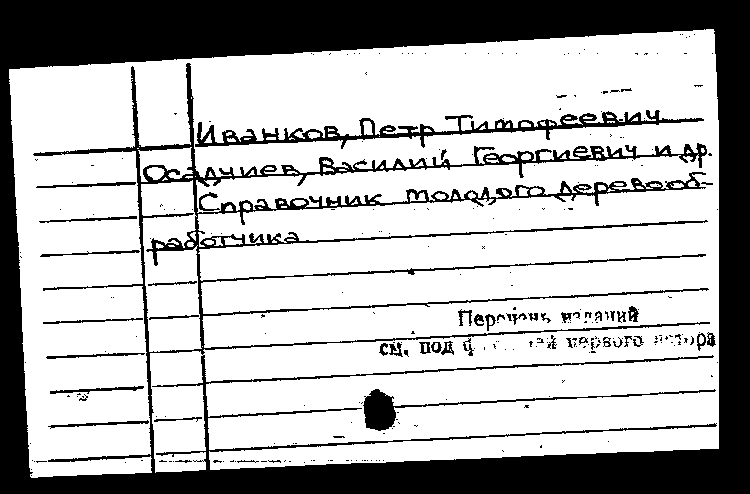 Иванков, Петр Тимофеевич
Осадчиев, Василий Георгиевич и др.
Справочник молодого деревооб-
работчика
Перечень изданий
см. под первого автора